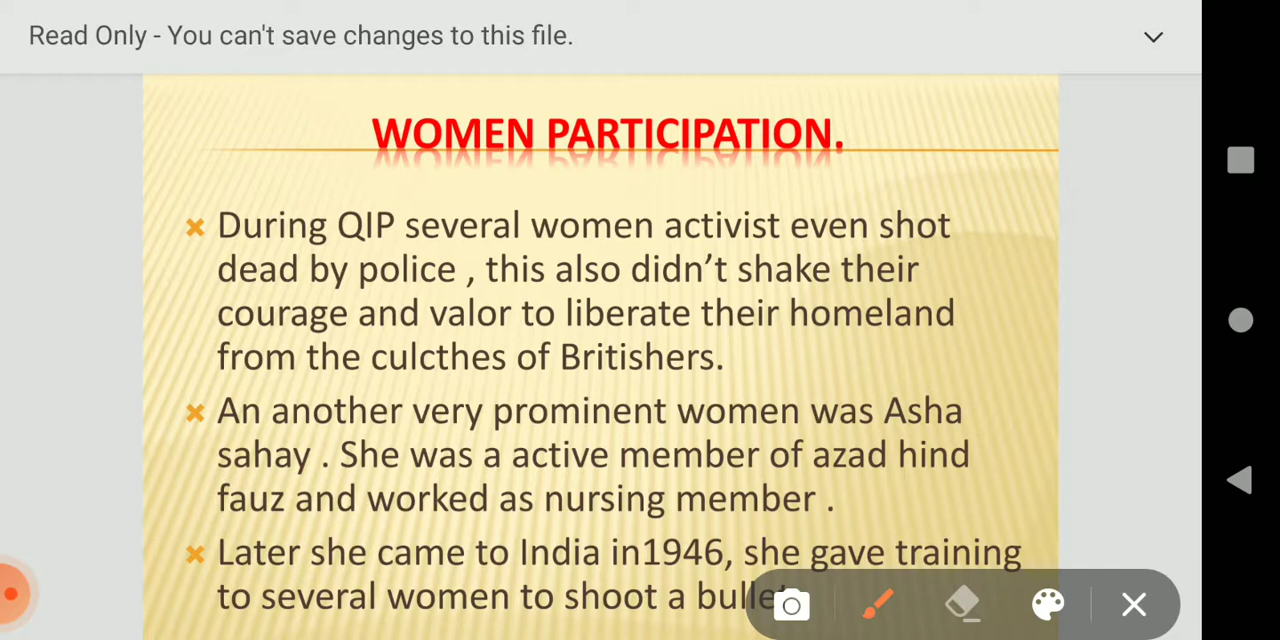 Read Only - You can't save changes to this file.
WOMEN PARTICIPATION.
During QIP several women activist even shot
dead by police , this also didn’t shake their
courage and valor to liberate their homeland
from the culcthes of Britishers.
An another very prominent women was Asha
sahay . She was a active member of azad hind
fauz and worked as nursing member .
Later she came to India in1946, she gave training
to several women to shoot a